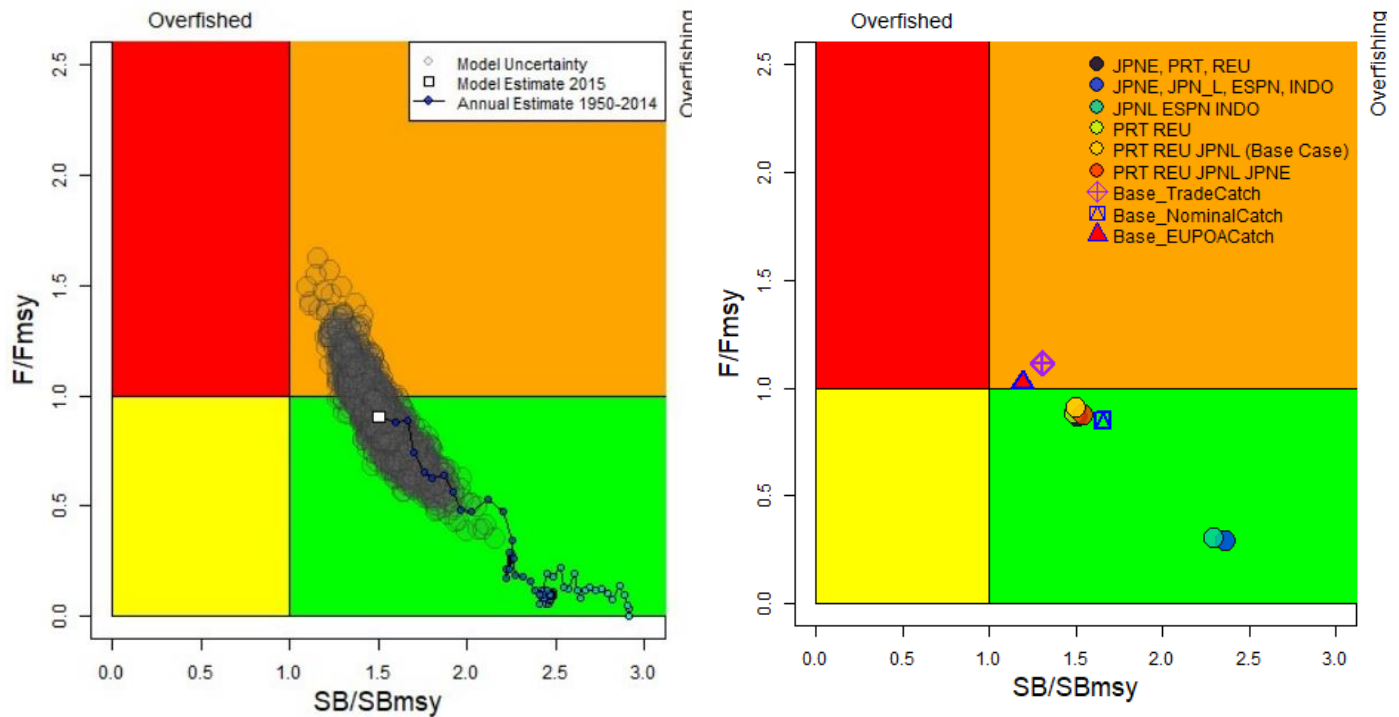 Overfished
Overfishing
Model Uncertainty
Model Estimate 2015
Annual Estimate 1950-2014
F/Fmsy
2.5
2.0
1.5
1.0
0.5
0.0
0.0 0.5 1.0 1.5 2.0 2.5 3.0
SB/SBmsy
Overfished
Overfishing
JPNE, PRT, REU
JPNE, JPN_L, ESPN, INDO
JPNL ESPN INDO
PRT REU
PRT REU JPNL (Base Case)
PRT REU JPNL JPNE
Base_TradeCatch
Base_NominalCatch
Base_EUPOACatch
F/Fmsy
2.5
2.0
1.5
1.0
0.5
0.0
0.0 0.5 1.0 1.5 2.0 2.5 3.0
SB/SBmsy